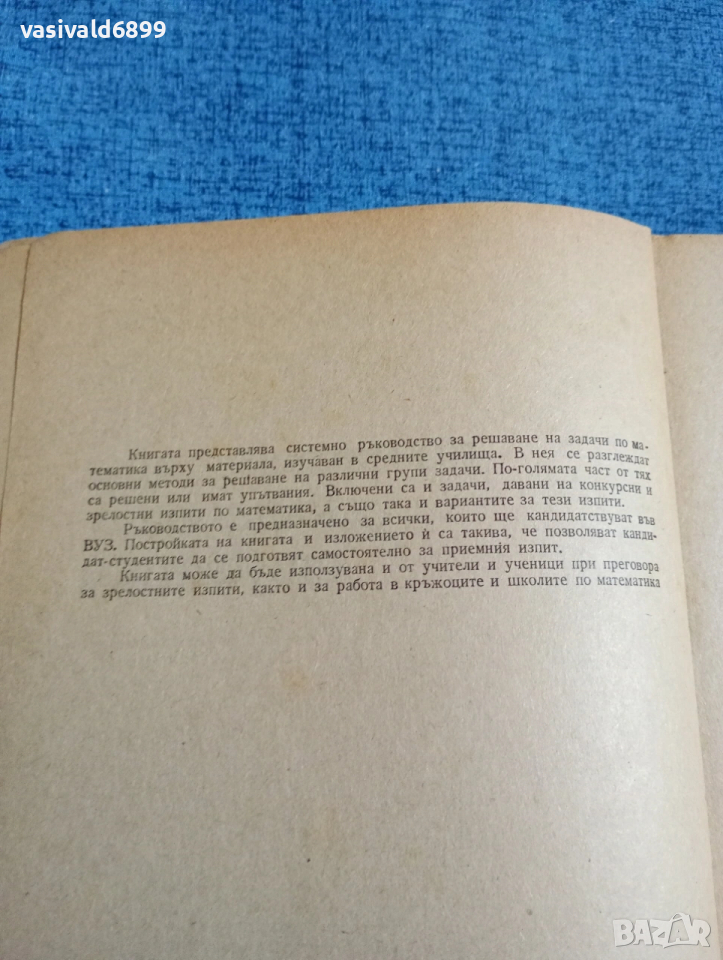 vasivald6899
Книгата представлява системно ръководство за решаване на задачи по ма-
тематика върху материала, изучаван в средните училища. В нея се разглеждат
основни методи за решаване на различни групи задачи. По-голямата част от тях
са решени или имат упътвания. Включени са и задачи, давани на конкурсни и
зрелостни изпити по математика, а също така и вариантите за тези изпити.
Ръководството е предназначено за всички, които ще кандидатствуват във
ВУЗ. Постройката на книгата и изложението ѝ са такива, че позволяват канди-
дат-студентите да се подготвят самостоятелно за приемния изпит.
Книгата може да бъде използувана и от учители и ученици при преговора
за зрелостните изпити, както и за работа в кръжоците и школите по математика
BAZAR